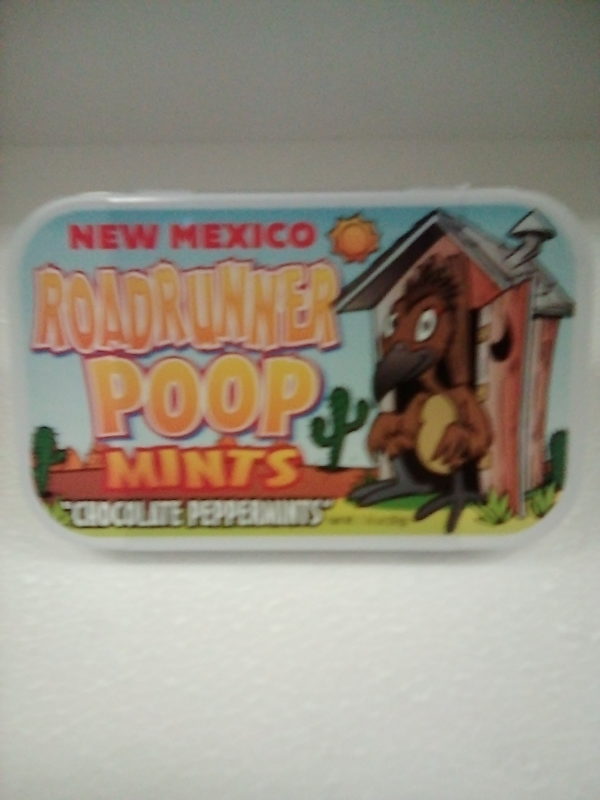 NEW MEXICO
ROADRUNNER
POOP
MINTS
"CHOCOLATE PEPPERMINTS"